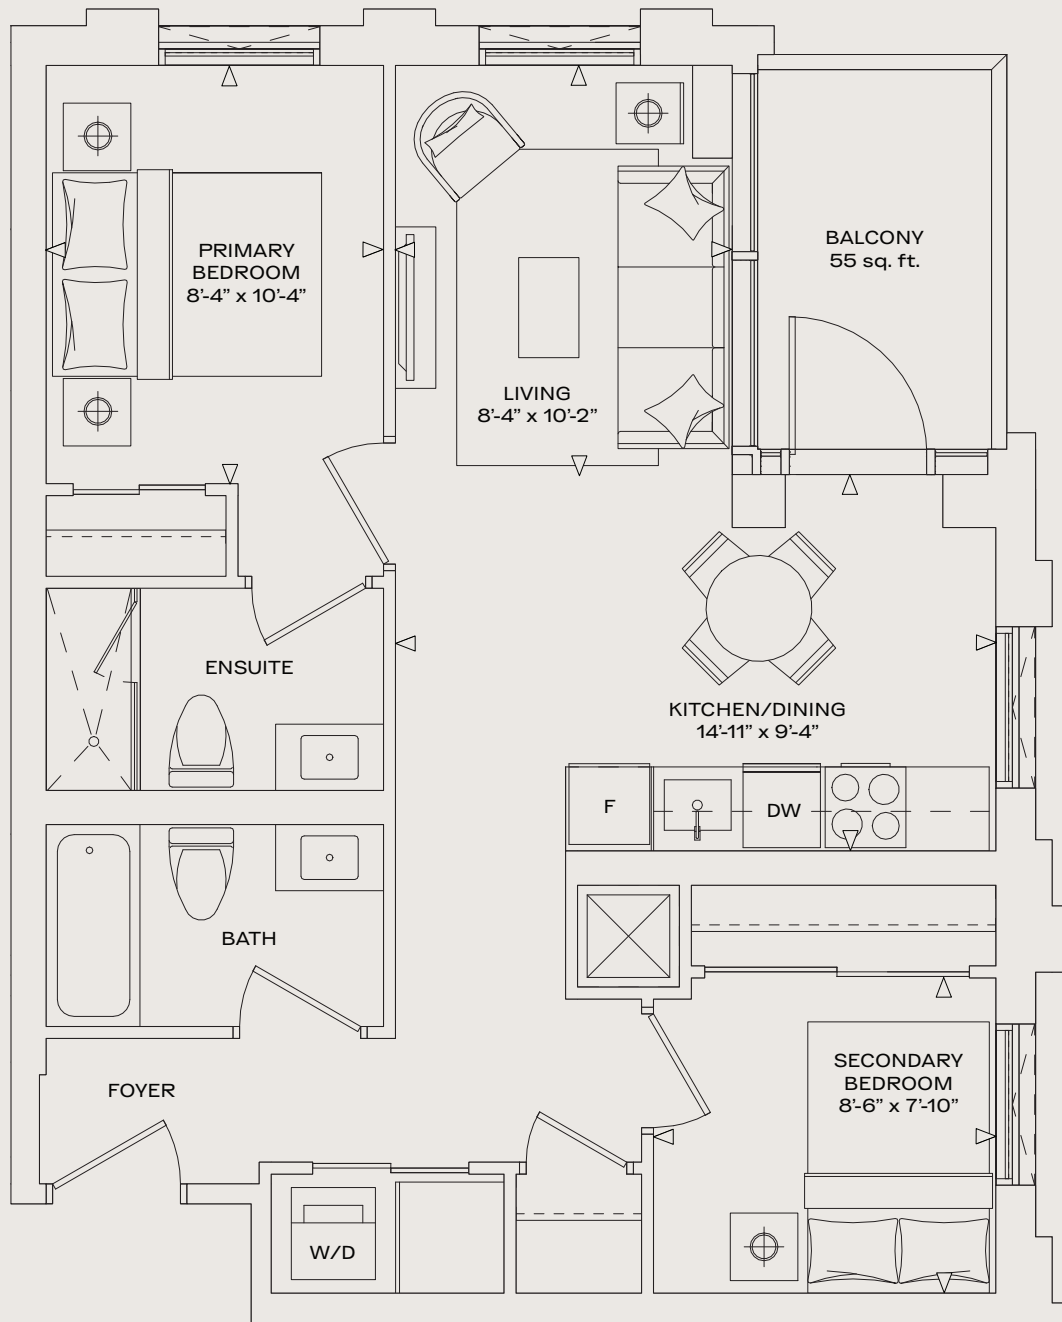 PRIMARY
BEDROOM
8’-4” x 10’-4”
BALCONY
55 sq. ft.
LIVING
8’-4” x 10’-2”
ENSUITE
KITCHEN/DINING
14’-11” x 9’-4”
F
DW
BATH
SECONDARY
BEDROOM
8’-6” x 7’-10”
FOYER
W/D